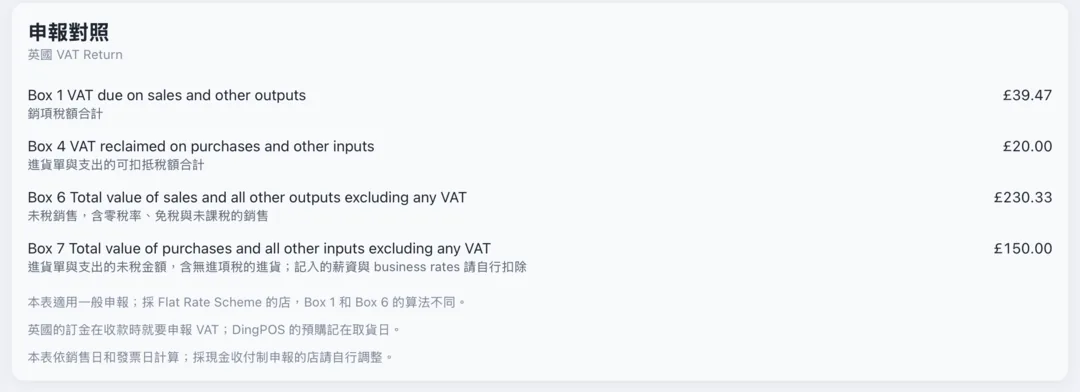 申報對照
英國 VAT Return
Box 1 VAT due on sales and other outputs £39.47
銷項稅額合計
Box 4 VAT reclaimed on purchases and other inputs £20.00
進貨單與支出的可扣抵稅額合計
Box 6 Total value of sales and all other outputs excluding any VAT £230.33
未稅銷售，含零稅率、免稅與未課稅的銷售
Box 7 Total value of purchases and all other inputs excluding any VAT £150.00
進貨單與支出的未稅金額，含無進項稅的進貨；記入的薪資與 business rates 請自行扣除
本表適用一般申報；採 Flat Rate Scheme 的店，Box 1 和 Box 6 的算法不同。
英國的訂金在收款時就要申報 VAT；DingPOS 的預購記在取貨日。
本表依銷售日和發票日計算；採現金收付制申報的店請自行調整。